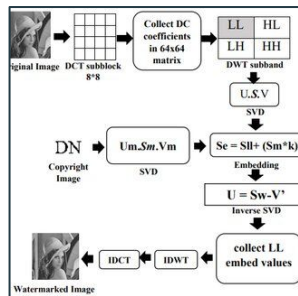 Original Image
DCT subblock
8*8
Collect DC
coefficients
in 64x64
matrix
LL HL
LH HH
DWT subband
U.S.V
SVD
DN
Copyright
Image
Um.Sm.Vm
SVD
Se = Sll+ (Sm*k)
Embedding
U = Sw-V'
Inverse SVD
collect LL
embed values
IDWT
IDCT
Watermarked Image